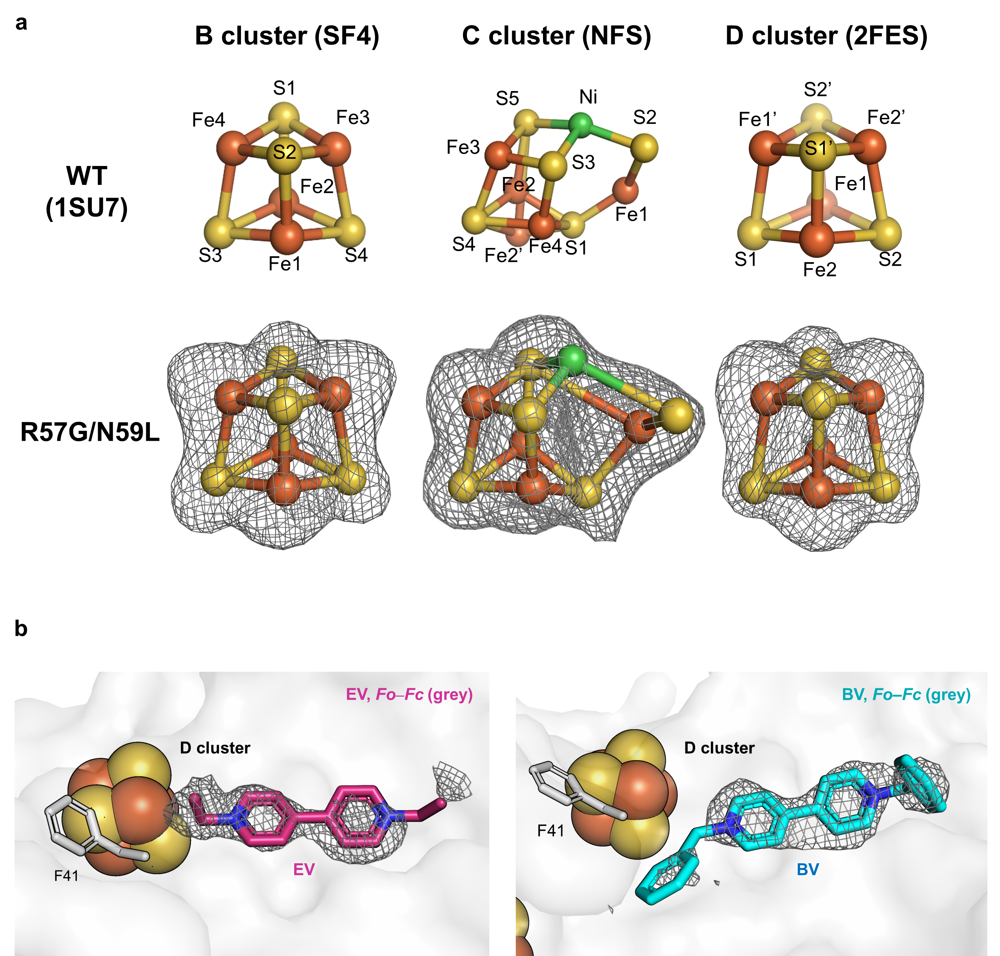 a
B cluster (SF4)
C cluster (NFS)
D cluster (2FES)
WT
(1SU7)
S1
Fe4
Fe3
S2
Fe2
S3
Fe1
S4
S5
Ni
S2
Fe3
S3
Fe2
Fe1
S4
Fe2’
Fe4
S1
S2’
Fe1’
Fe2’
S1’
Fe1
S1
Fe2
S2
R57G/N59L
b
EV, Fo–Fc (grey)
D cluster
F41
EV
BV, Fo–Fc (grey)
D cluster
F41
BV